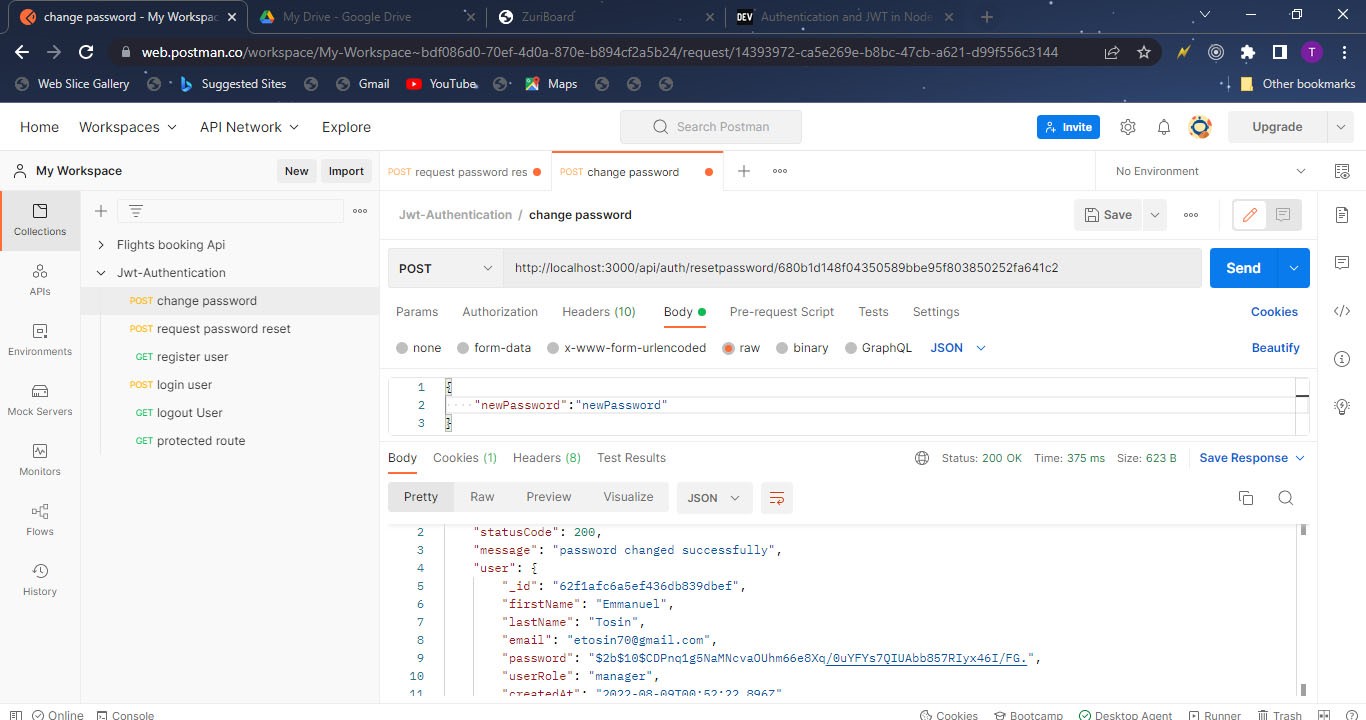 change password - My Workspac
My Drive - Google Drive
ZuriBoard
DEV
Authentication and JWT in Node
web.postman.co/workspace/My-Workspace~bdf086d0-70ef-4d0a-870e-b894cf2a5b24/request/14393972-ca5e269e-b8bc-47cb-a621-d99f556c3144
T
Web Slice Gallery
Suggested Sites
Gmail
YouTube
Maps
Other bookmarks
Home
Workspaces
API Network
Explore
Search Postman
Invite
Upgrade
My Workspace
New
Import
POST request password res
POST change password
No Environment
Collections
APIs
Environments
Mock Servers
Monitors
Flows
History
Flights booking Api
Jwt-Authentication
POST change password
POST request password reset
GET register user
POST login user
GET logout User
GET protected route
Jwt-Authentication / change password
Save
POST
http://localhost:3000/api/auth/resetpassword/680b1d148f04350589bbe95f803850252fa641c2
Send
Params
Authorization
Headers (10)
Body
Pre-request Script
Tests
Settings
Cookies
none
form-data
x-www-form-urlencoded
raw
binary
GraphQL
JSON
Beautify
1 {
2 "newPassword":"newPassword"
3 }
Body
Cookies (1)
Headers (8)
Test Results
Status: 200 OK
Time: 375 ms
Size: 623 B
Save Response
Pretty
Raw
Preview
Visualize
JSON
2 "statusCode": 200,
3 "message": "password changed successfully",
4 "user": {
5 "_id": "62f1afc6a5ef436db839dbef",
6 "firstName": "Emmanuel",
7 "lastName": "Tosin",
8 "email": "etosin70@gmail.com",
9 "password": "$2b$10$CDPnq1g5NaMNcvaOUhm66e8Xq/0uYFYs7QIUAbb857RIyx46I/FG.",
10 "userRole": "manager",
11 "createdAt": "2022-08-09T00:52:22.896Z"
Online
Console
Cookies
Bootcamp
Desktop Agent
Runner
Trash